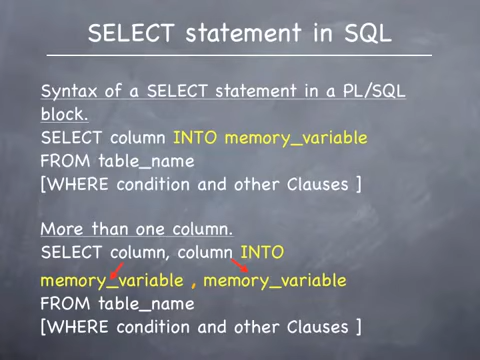 SELECT statement in SQL
Syntax of a SELECT statement in a PL/SQL
block.
SELECT column INTO memory_variable
FROM table_name
[WHERE condition and other Clauses ]
More than one column.
SELECT column, column INTO
memory_variable , memory_variable
FROM table_name
[WHERE condition and other Clauses ]